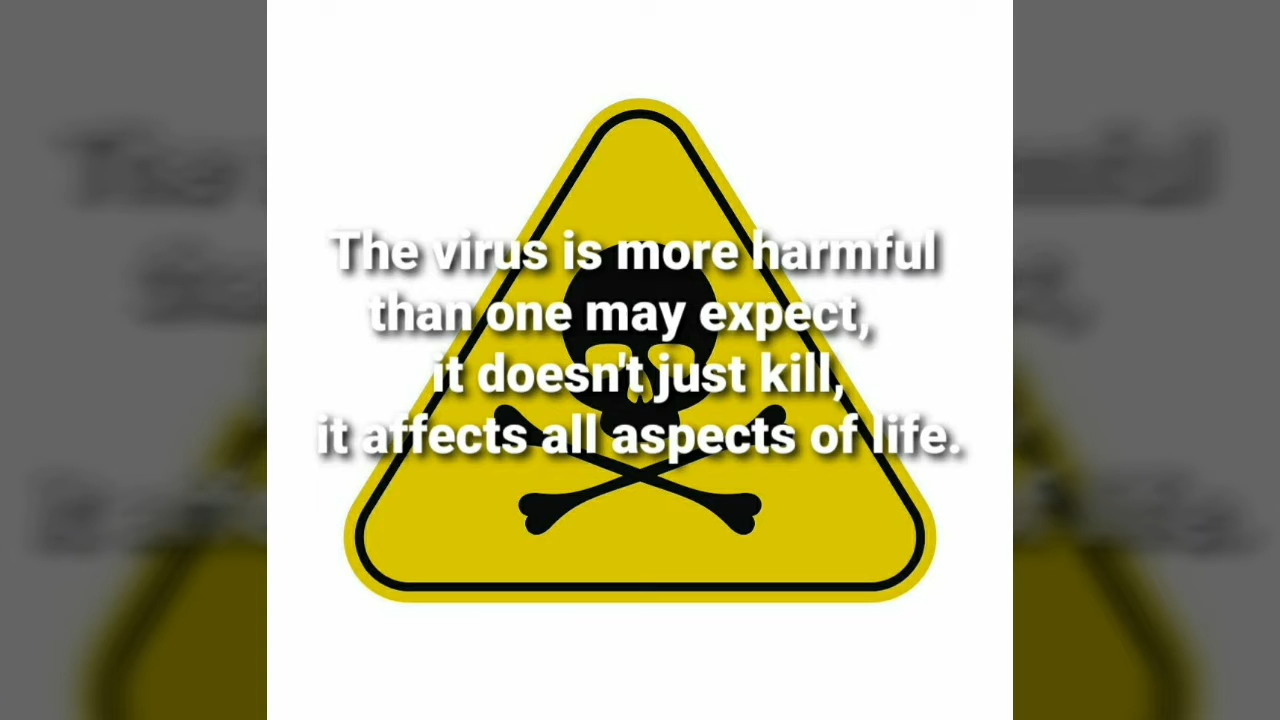 The virus is more harmful
than one may expect,
it doesn't just kill,
it affects all aspects of life.